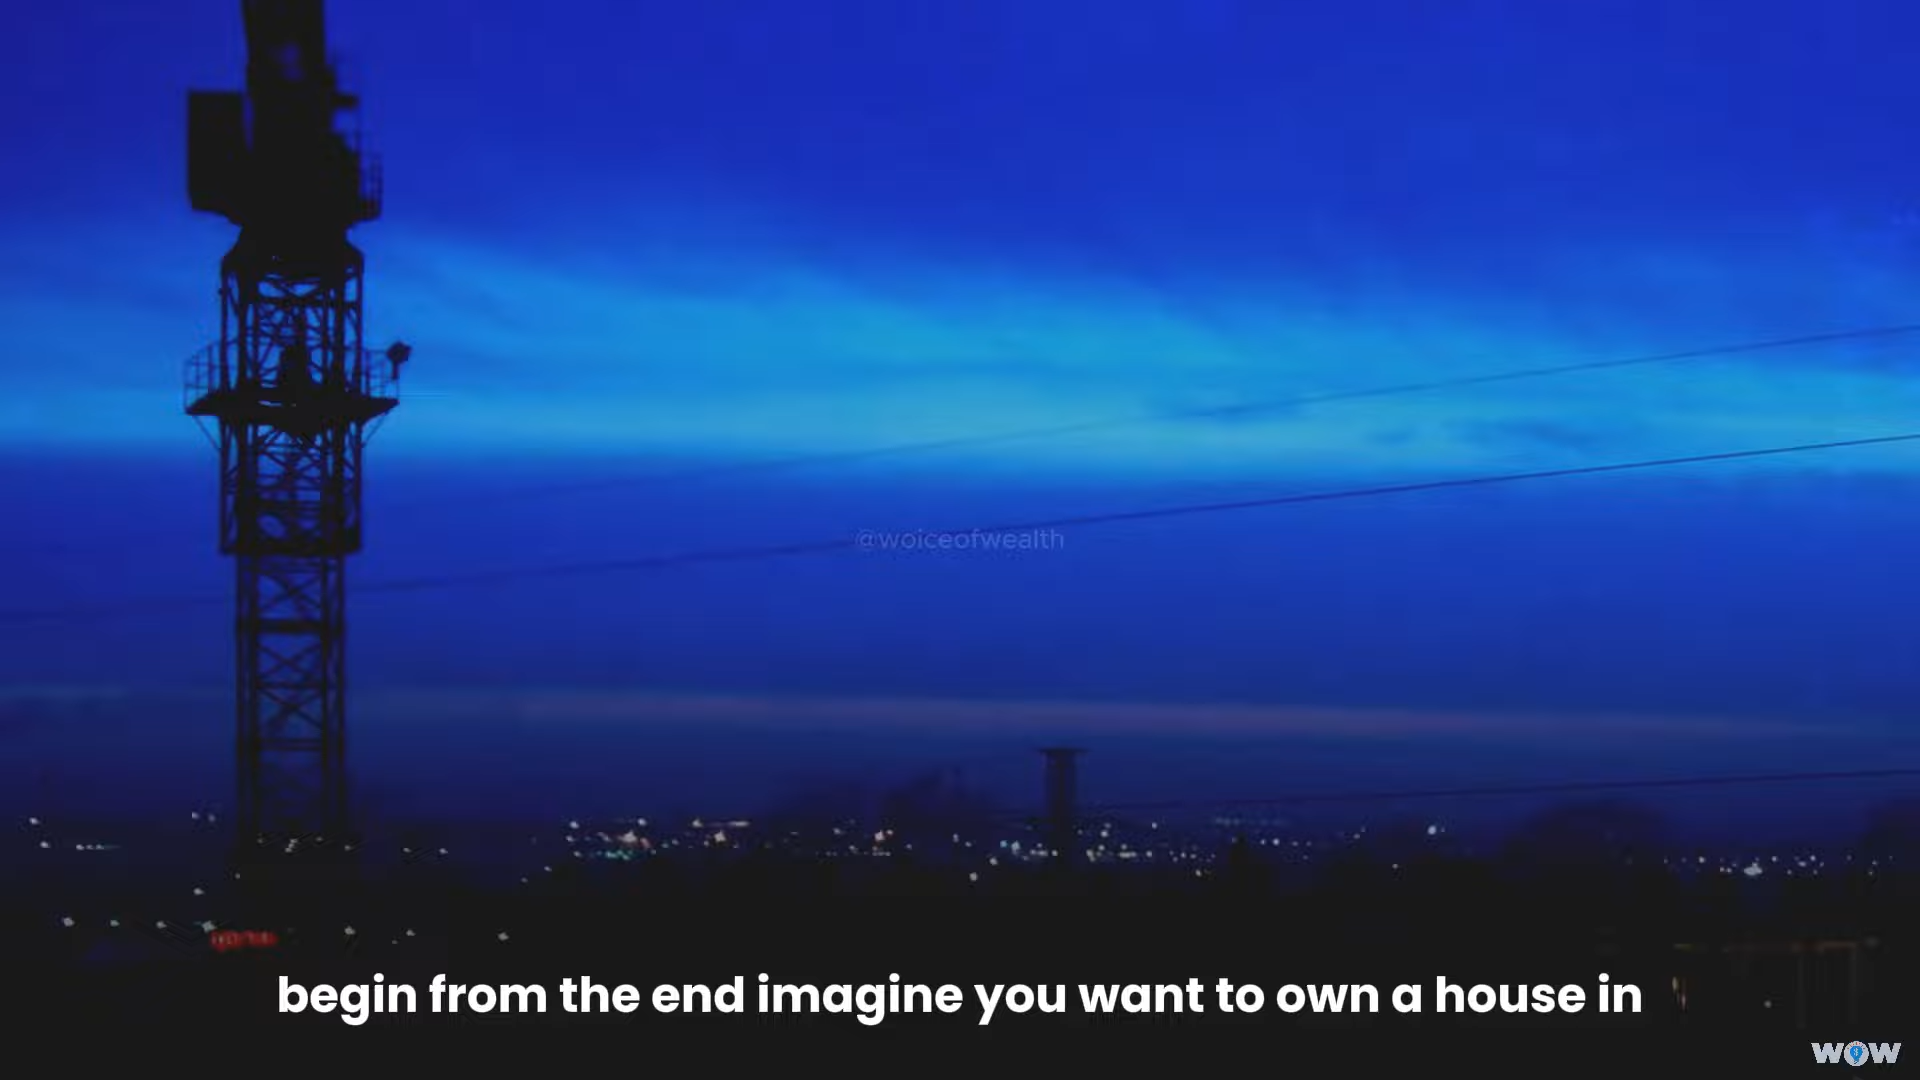 @woiceofwealth
begin from the end imagine you want to own a house in
WOW